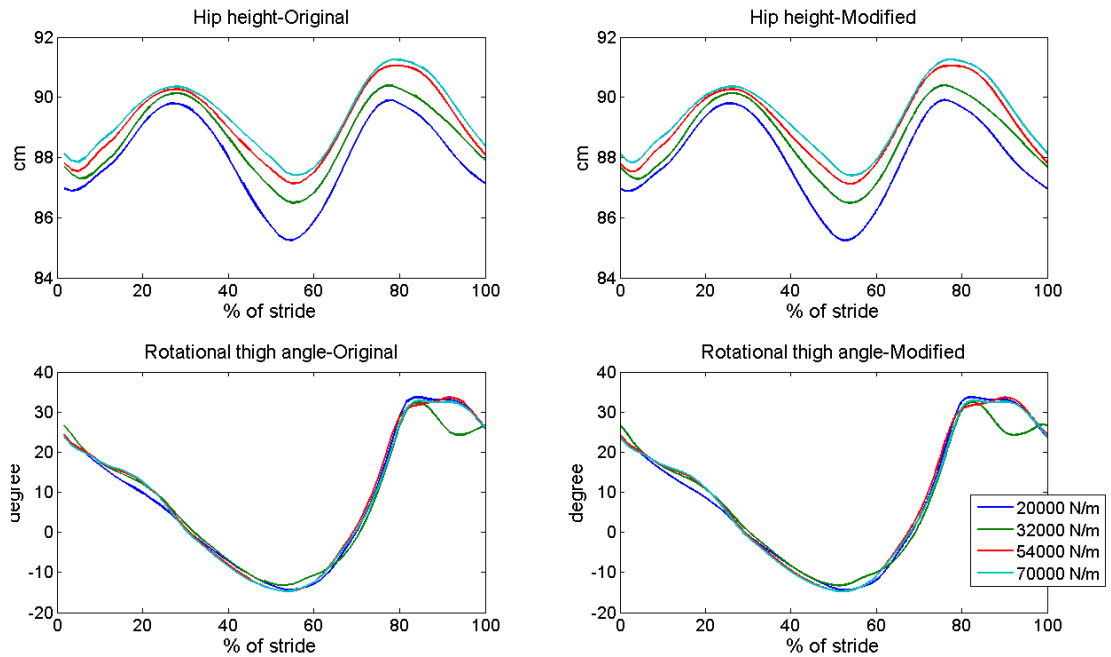 Hip height-Original
92
90
88
86
84
cm
0 20 40 60 80 100
% of stride
Hip height-Modified
92
90
88
86
84
cm
0 20 40 60 80 100
% of stride
Rotational thigh angle-Original
40
30
20
10
0
-10
-20
degree
0 20 40 60 80 100
% of stride
Rotational thigh angle-Modified
40
30
20
10
0
-10
-20
degree
0 20 40 60 80 100
% of stride
20000 N/m
32000 N/m
54000 N/m
70000 N/m